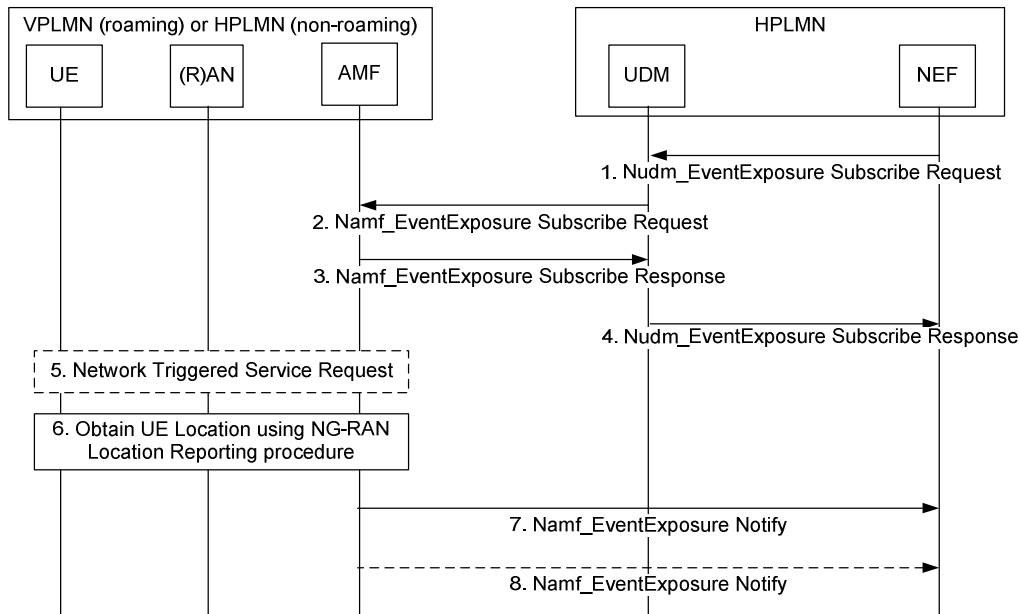 VPLMN (roaming) or HPLMN (non-roaming)
HPLMN
UE
(R)AN
AMF
UDM
NEF
1. Nudm_EventExposure Subscribe Request
2. Namf_EventExposure Subscribe Request
3. Namf_EventExposure Subscribe Response
4. Nudm_EventExposure Subscribe Response
5. Network Triggered Service Request
6. Obtain UE Location using NG-RAN
Location Reporting procedure
7. Namf_EventExposure Notify
8. Namf_EventExposure Notify